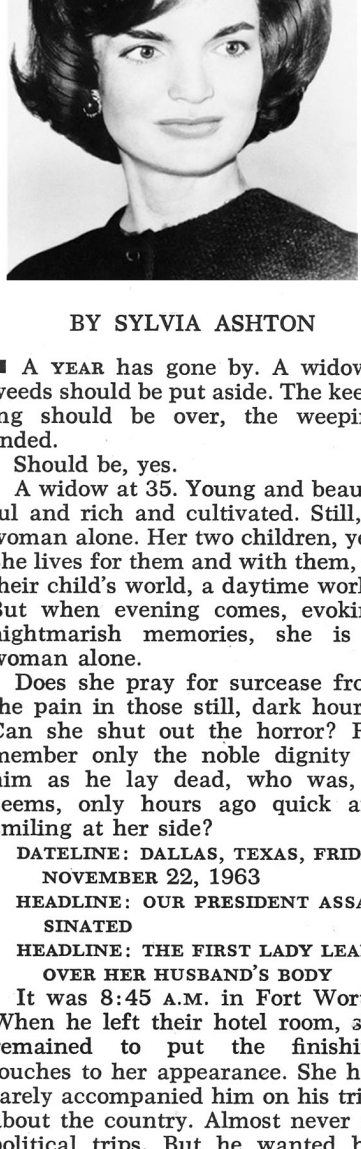 BY SYLVIA ASHTON
A YEAR has gone by. A widow
weeds should be put aside. The kee
ng should be over, the weepi
nded.
Should be, yes.
A widow at 35. Young and beau
ul and rich and cultivated. Still,
woman alone. Her two children, ye
she lives for them and with them,
their child's world, a daytime worl
But when evening comes, evokin
nightmarish memories, she is
woman alone.
Does she pray for surcease fro
the pain in those still, dark hour
Can she shut out the horror? R
member only the noble dignity
him as he lay dead, who was,
seems, only hours ago quick a
smiling at her side?
DATELINE: DALLAS, TEXAS, FRID
NOVEMBER 22, 1963
HEADLINE: OUR PRESIDENT ASSA
SINATED
HEADLINE: THE FIRST LADY LEA
OVER HER HUSBAND'S BODY
It was 8:45 A.M. in Fort Wor
When he left their hotel room, s
remained to put the finishi
touches to her appearance. She h
rarely accompanied him on his tri
about the country. Almost never
political trips. But he wanted h